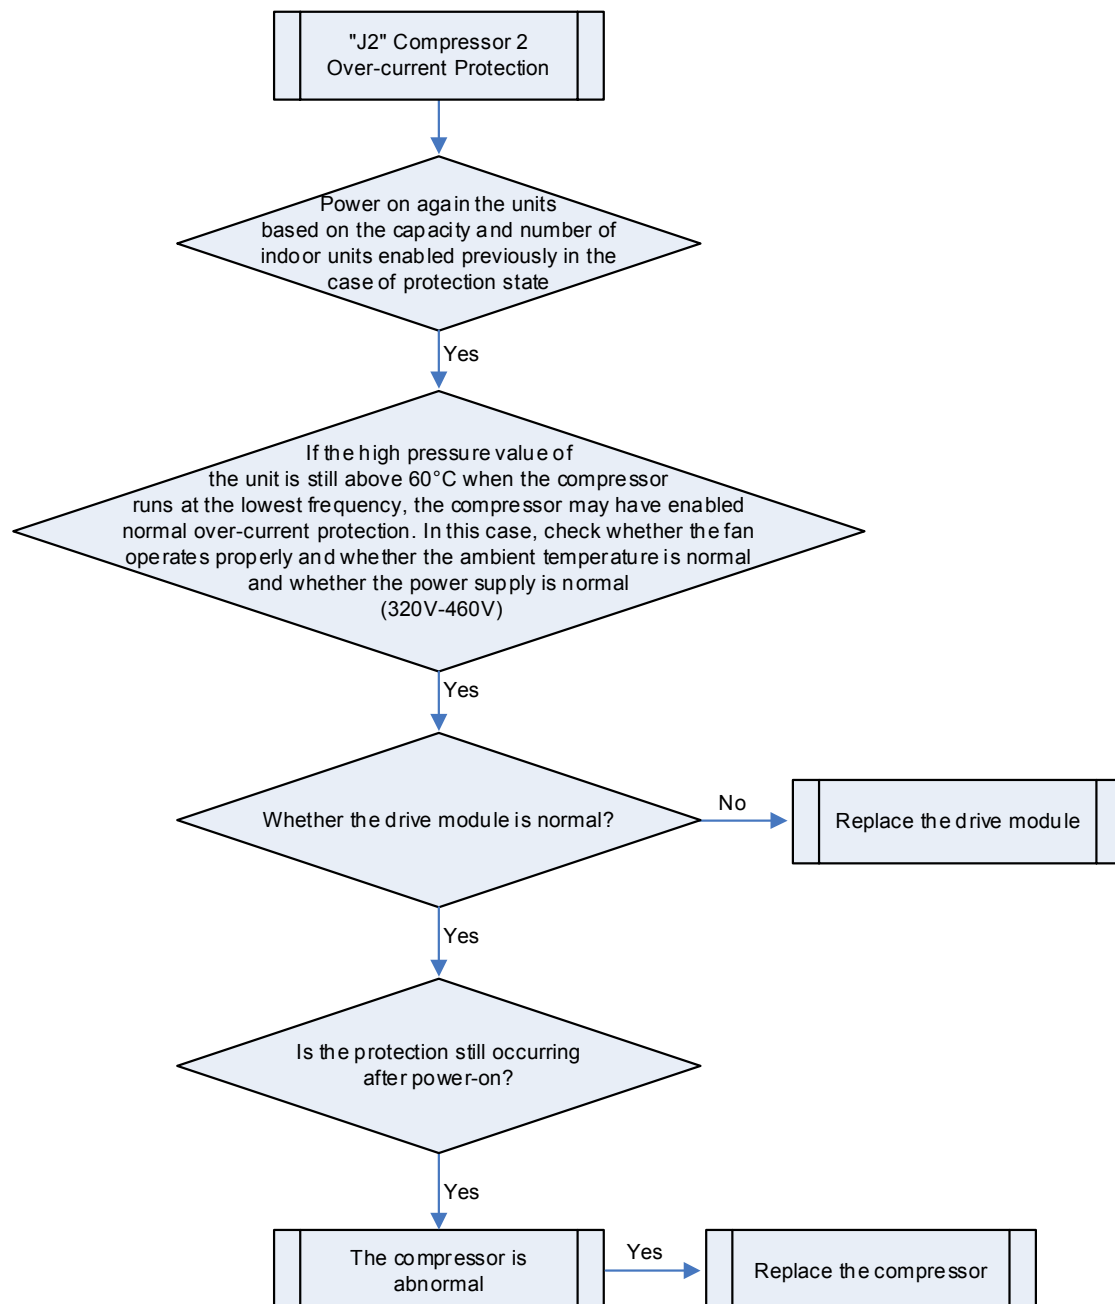 "J2" Compressor 2
Over-current Protection
Power on again the units
based on the capacity and number of
indoor units enabled previously in the
case of protection state
Yes
If the high pressure value of
the unit is still above 60°C when the compressor
runs at the lowest frequency, the compressor may have enabled
normal over-current protection. In this case, check whether the fan
operates properly and whether the ambient temperature is normal
and whether the power supply is normal
(320V-460V)
Yes
Whether the drive module is normal?
No
Replace the drive module
Yes
Is the protection still occurring
after power-on?
Yes
The compressor is
abnormal
Yes
Replace the compressor